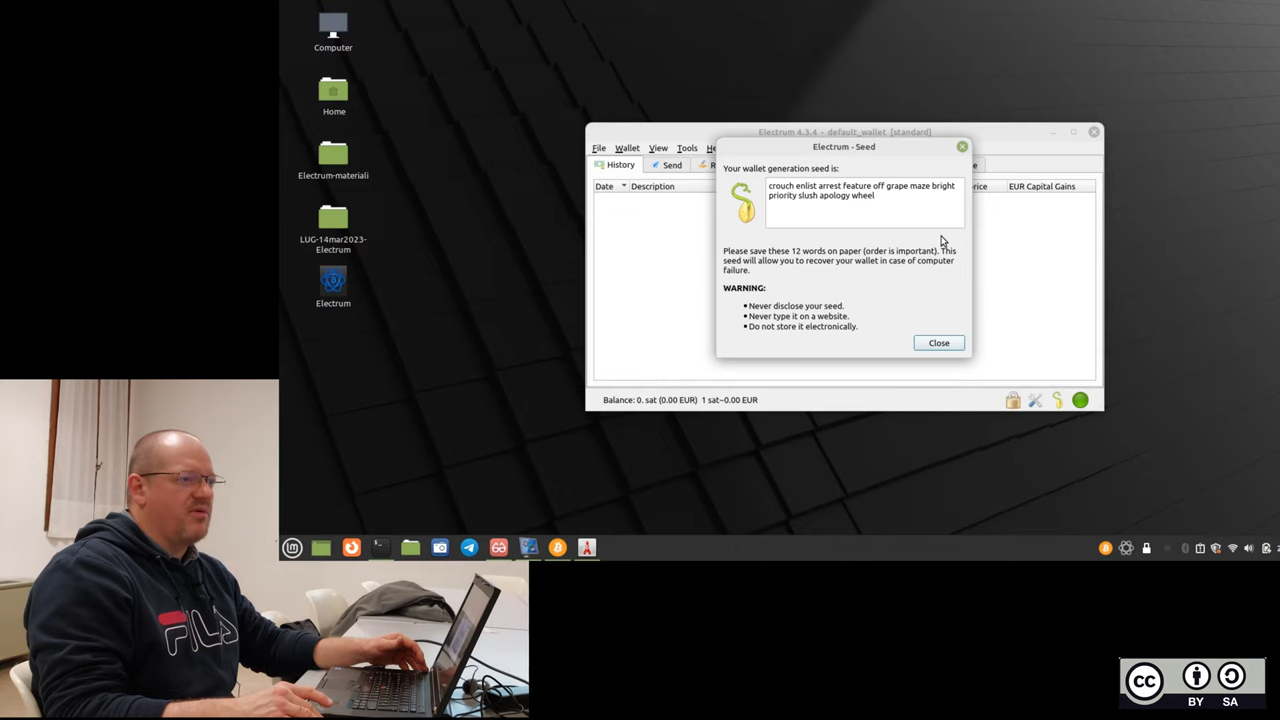 Computer
Home
Electrum-materiali
LUG-14mar2023-
Electrum
Electrum
Electrum 4.3.4 - default_wallet [standard]
File Wallet View Tools
Electrum - Seed
History Send
Your wallet generation seed is:
Date Description
EUR Capital Gains
crouch enlist arrest feature off grape maze bright
priority slush apology wheel
Please save these 12 words on paper (order is important). This
seed will allow you to recover your wallet in case of computer
failure.
WARNING:
• Never disclose your seed.
• Never type it on a website.
• Do not store it electronically.
Close
Balance: 0. sat (0.00 EUR) 1 sat~0.00 EUR
FILA
CC BY SA